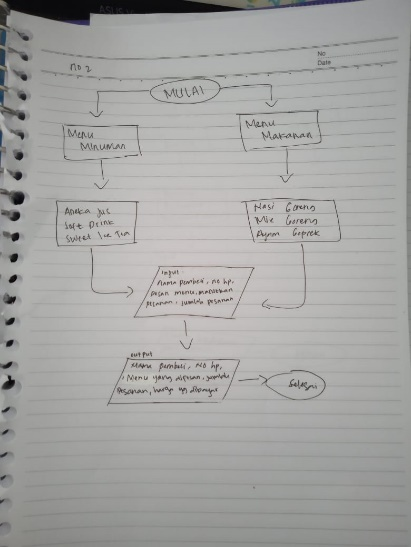 ASUS
No
Date
no 2
MULAI
Menu
Minuman
Menu
Makanan
Aneka Jus
Soft Drink
Sweet Ice Tea
Nasi Goreng
Mie Goreng
Ayam Geprek
Input
Nama pembeli, no hp,
pesan menu, masukkan
pesanan, jumlah pesanan
output
Nama pembeli, No hp,
Menu yang dipesan, jumlah
pesanan, harga yg dibayar
Selesai